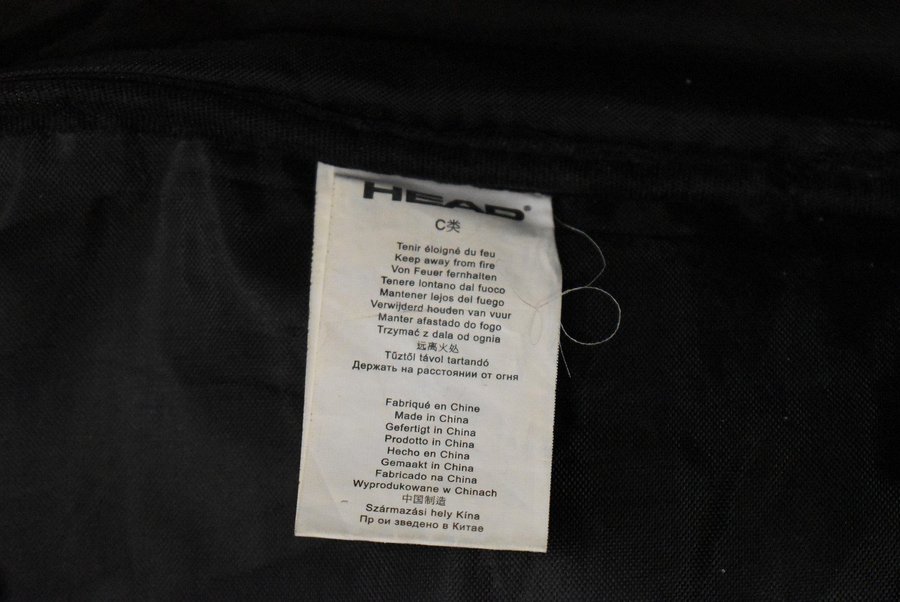 HEAD®
C类
Tenir éloigné du feu
Keep away from fire
Von Feuer fernhalten
Tenere lontano dal fuoco
Mantener lejos del fuego
Verwijderd houden van vuur
Manter afastado do fogo
Trzymać z dala od ognia
远离火处
Tűztől távol tartandó
Держать на расстоянии от огня
Fabriqué en Chine
Made in China
Gefertigt in China
Prodotto in China
Hecho en China
Gemaakt in China
Fabricado na China
Wyprodukowane w Chinach
中国制造
Származási hely Kína
Пр ои зведено в Китае